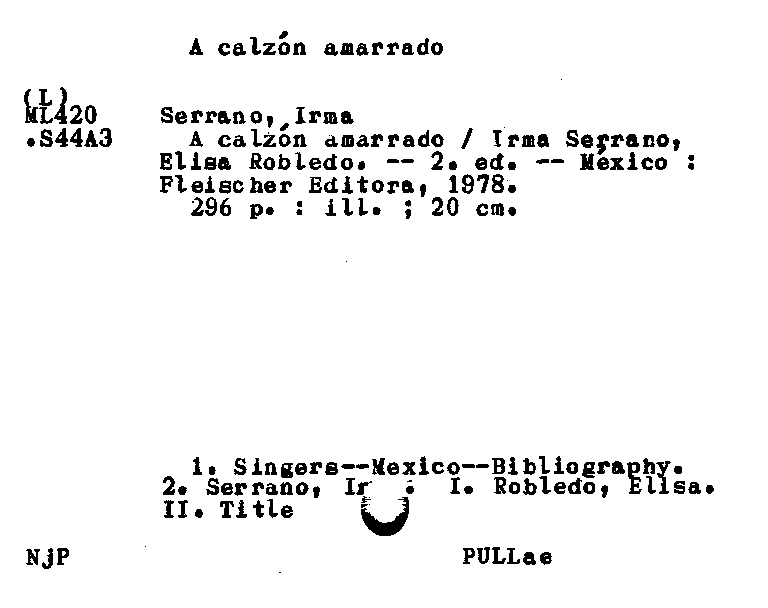 A calzón amarrado
(L)
ML420 Serrano, Irma
.S44A3 A calzón amarrado / Irma Serrano,
Elisa Robledo. -- 2. ed. -- México :
Fleischer Editora, 1978.
296 p. : ill. ; 20 cm.
1. Singers--Mexico--Bibliography.
2. Serrano, Ir . I. Robledo, Elisa.
II. Title
NjP PULLae